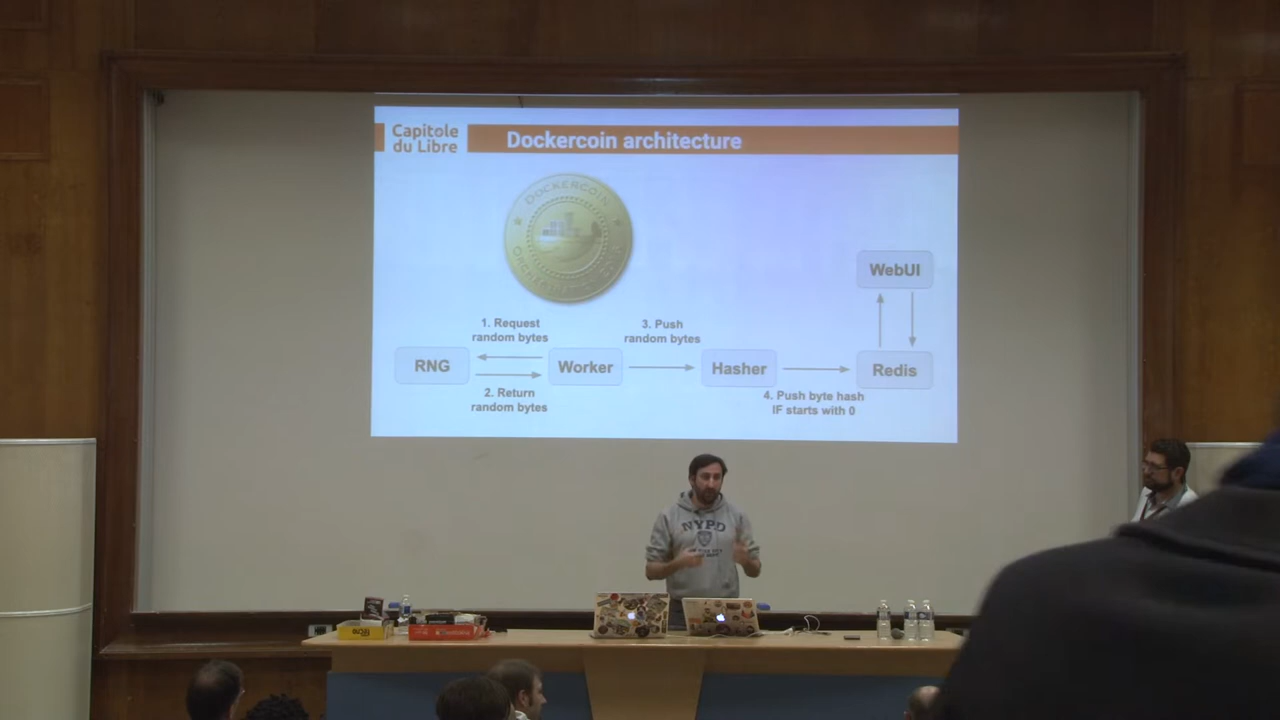 Capitole
du Libre
Dockercoin architecture
DOCKERCOIN
WebUI
1. Request
random bytes
3. Push
random bytes
RNG
Worker
Hasher
Redis
2. Return
random bytes
4. Push byte hash
IF starts with 0
NYPD